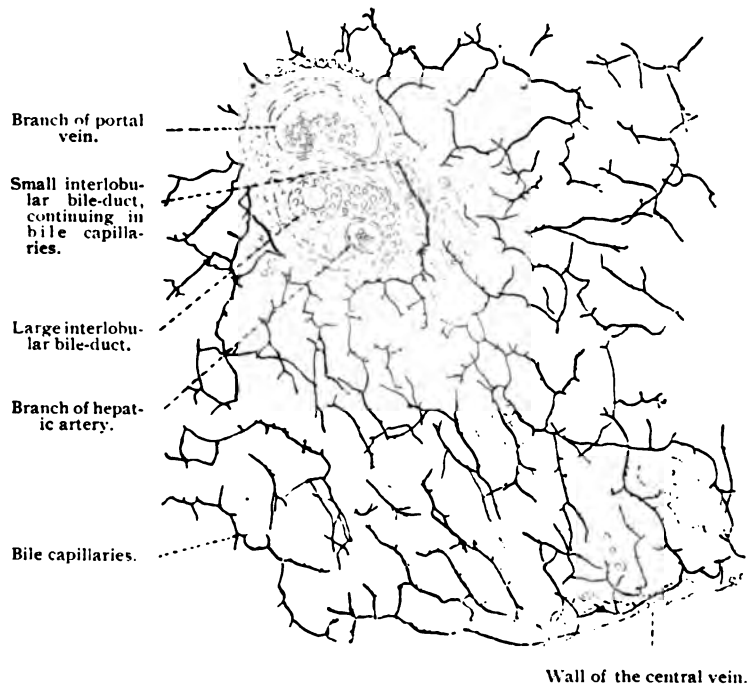 Branch of portal
vein.
Small interlobu-
lar bile-duct,
continuing in
bile capilla-
ries.
Large interlobu-
lar bile-duct.
Branch of hepat-
ic artery.
Bile capillaries.
Wall of the central vein.